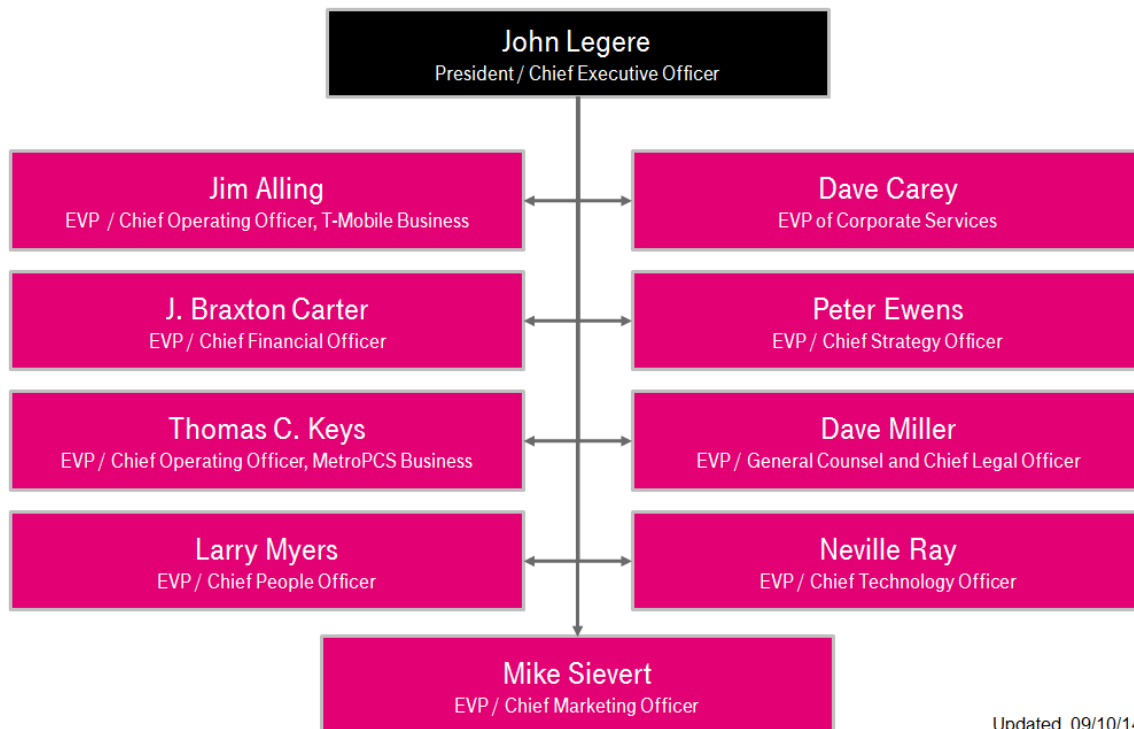 John Legere
President / Chief Executive Officer
Jim Alling
EVP / Chief Operating Officer, T-Mobile Business
Dave Carey
EVP of Corporate Services
J. Braxton Carter
EVP / Chief Financial Officer
Peter Ewens
EVP / Chief Strategy Officer
Thomas C. Keys
EVP / Chief Operating Officer, MetroPCS Business
Dave Miller
EVP / General Counsel and Chief Legal Officer
Larry Myers
EVP / Chief People Officer
Neville Ray
EVP / Chief Technology Officer
Mike Sievert
EVP / Chief Marketing Officer
Updated 09/10/14